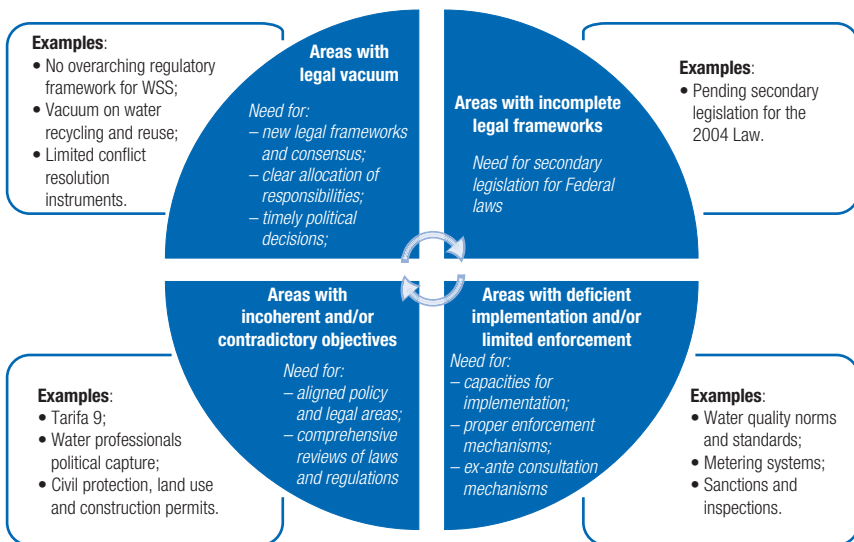 Examples:
• No overarching regulatory
framework for WSS;
• Vacuum on water
recycling and reuse;
• Limited conflict
resolution
instruments.
Areas with
legal vacuum
Need for:
– new legal frameworks
and consensus;
– clear allocation of
responsibilities;
– timely political
decisions;
Areas with incomplete
legal frameworks
Need for secondary
legislation for Federal
laws
Examples:
• Pending secondary
legislation for the
2004 Law.
Examples:
• Tarifa 9;
• Water professionals
political capture;
• Civil protection, land use
and construction permits.
Areas with
incoherent and/or
contradictory objectives
Need for:
– aligned policy
and legal areas;
– comprehensive
reviews of laws
and regulations
Areas with deficient
implementation and/or
limited enforcement
Need for:
– capacities for
implementation;
– proper enforcement
mechanisms;
– ex-ante consultation
mechanisms
Examples:
• Water quality norms
and standards;
• Metering systems;
• Sanctions and
inspections.